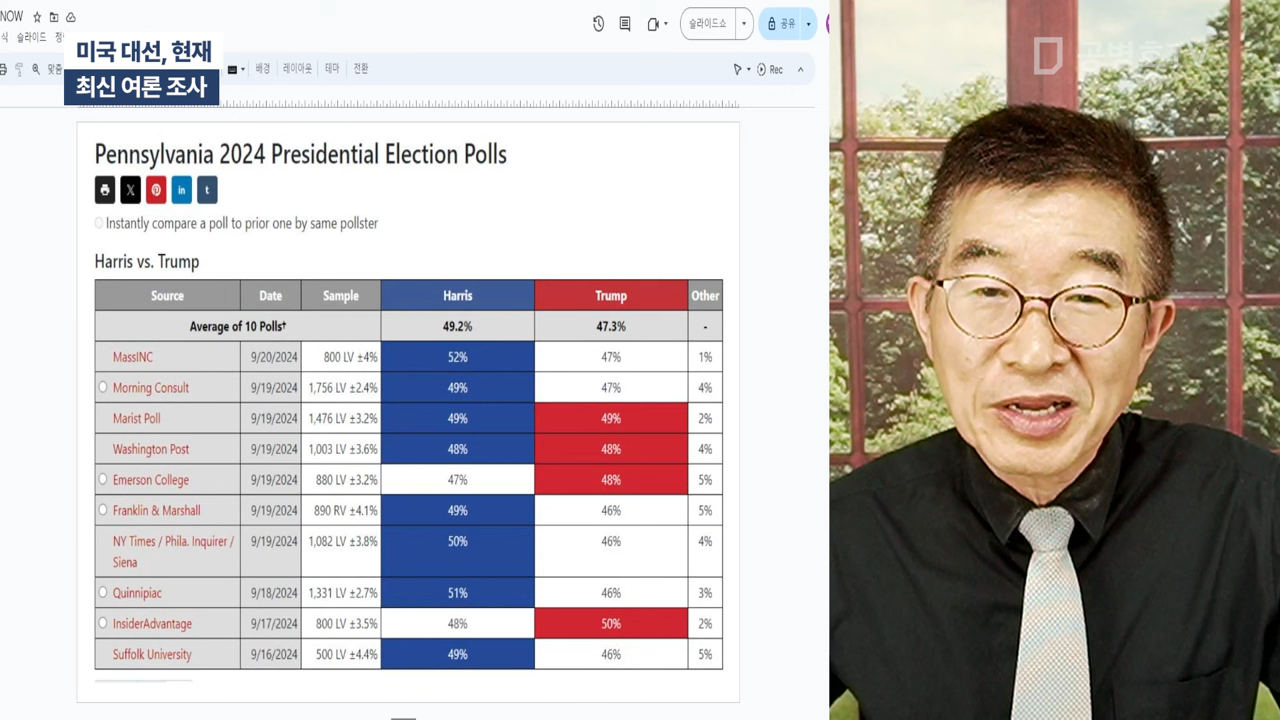 NOW
슬라이드쇼
공유
식 슬라이드
미국 대선, 현재
최신 여론 조사
맞춤
배경 레이아웃 테마 전환
Rec
공병호TV
Pennsylvania 2024 Presidential Election Polls
Instantly compare a poll to prior one by same pollster
Harris vs. Trump
Source Date Sample Harris Trump Other
Average of 10 Polls† 49.2% 47.3% -
MassINC 9/20/2024 800 LV ±4% 52% 47% 1%
Morning Consult 9/19/2024 1,756 LV ±2.4% 49% 47% 4%
Marist Poll 9/19/2024 1,476 LV ±3.2% 49% 49% 2%
Washington Post 9/19/2024 1,003 LV ±3.6% 48% 48% 4%
Emerson College 9/19/2024 880 LV ±3.2% 47% 48% 5%
Franklin & Marshall 9/19/2024 890 RV ±4.1% 49% 46% 5%
NY Times / Phila. Inquirer / 9/19/2024 1,082 LV ±3.8% 50% 46% 4%
Siena
Quinnipiac 9/18/2024 1,331 LV ±2.7% 51% 46% 3%
InsiderAdvantage 9/17/2024 800 LV ±3.5% 48% 50% 2%
Suffolk University 9/16/2024 500 LV ±4.4% 49% 46% 5%